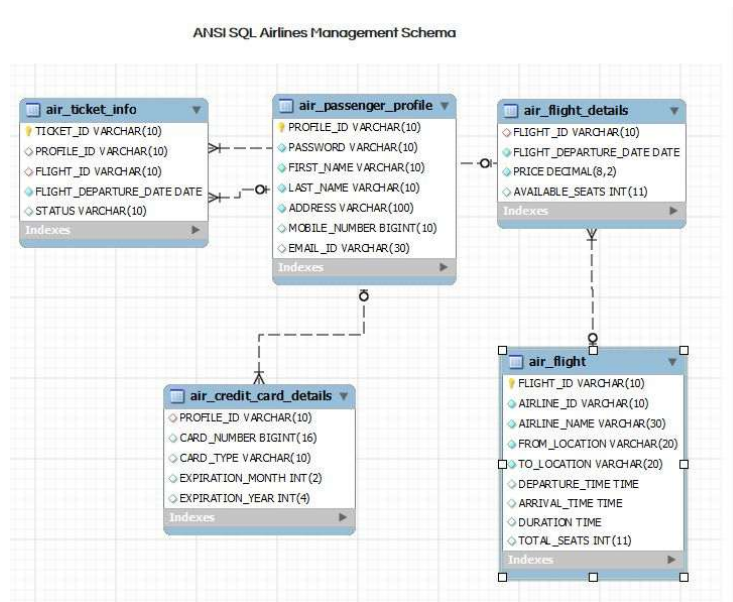 ANSI SQL Airlines Management Schema
air_ticket_info
TICKET_ID VARCHAR(10)
PROFILE_ID VARCHAR(10)
FLIGHT_ID VARCHAR(10)
FLIGHT_DEPARTURE_DATE DATE
STATUS VARCHAR(10)
Indexes
air_passenger_profile
PROFILE_ID VARCHAR(10)
PASSWORD VARCHAR(10)
FIRST_NAME VARCHAR(10)
LAST_NAME VARCHAR(10)
ADDRESS VARCHAR(100)
MOBILE_NUMBER BIGINT(10)
EMAIL_ID VARCHAR(30)
Indexes
air_flight_details
FLIGHT_ID VARCHAR(10)
FLIGHT_DEPARTURE_DATE DATE
PRICE DECIMAL(8,2)
AVAILABLE_SEATS INT(11)
Indexes
air_credit_card_details
PROFILE_ID VARCHAR(10)
CARD_NUMBER BIGINT(16)
CARD_TYPE VARCHAR(10)
EXPIRATION_MONTH INT(2)
EXPIRATION_YEAR INT(4)
Indexes
air_flight
FLIGHT_ID VARCHAR(10)
AIRLINE_ID VARCHAR(10)
AIRLINE_NAME VARCHAR(30)
FROM_LOCATION VARCHAR(20)
TO_LOCATION VARCHAR(20)
DEPARTURE_TIME TIME
ARRIVAL_TIME TIME
DURATION TIME
TOTAL_SEATS INT(11)
Indexes